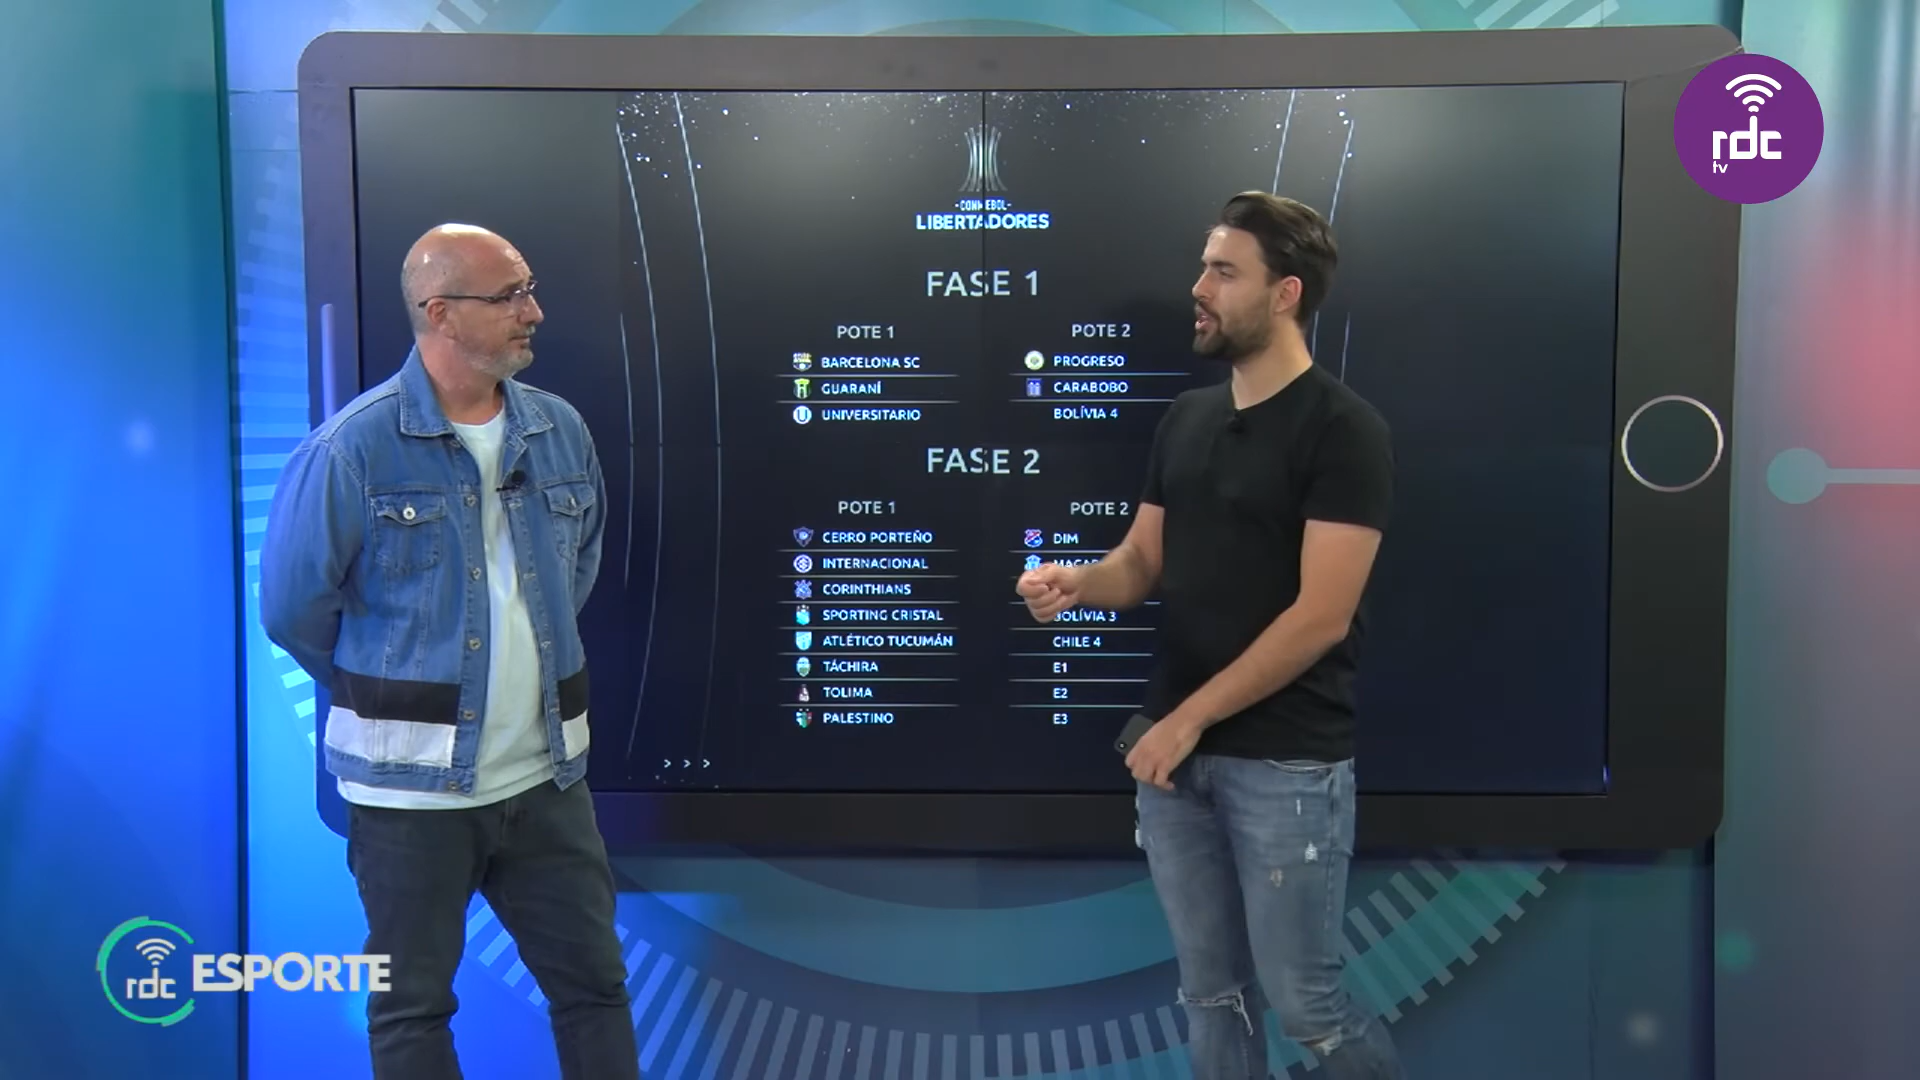 rdc
tv
-CONMEBOL-
LIBERTADORES
FASE 1
POTE 1
POTE 2
BARCELONA SC
PROGRESO
GUARANÍ
CARABOBO
UNIVERSITARIO
BOLÍVIA 4
FASE 2
POTE 1
POTE 2
CERRO PORTEÑO
DIM
INTERNACIONAL
CORINTHIANS
SPORTING CRISTAL
BOLÍVIA 3
ATLÉTICO TUCUMÁN
CHILE 4
TÁCHIRA
E1
TOLIMA
E2
PALESTINO
E3
> > >
rdc ESPORTE